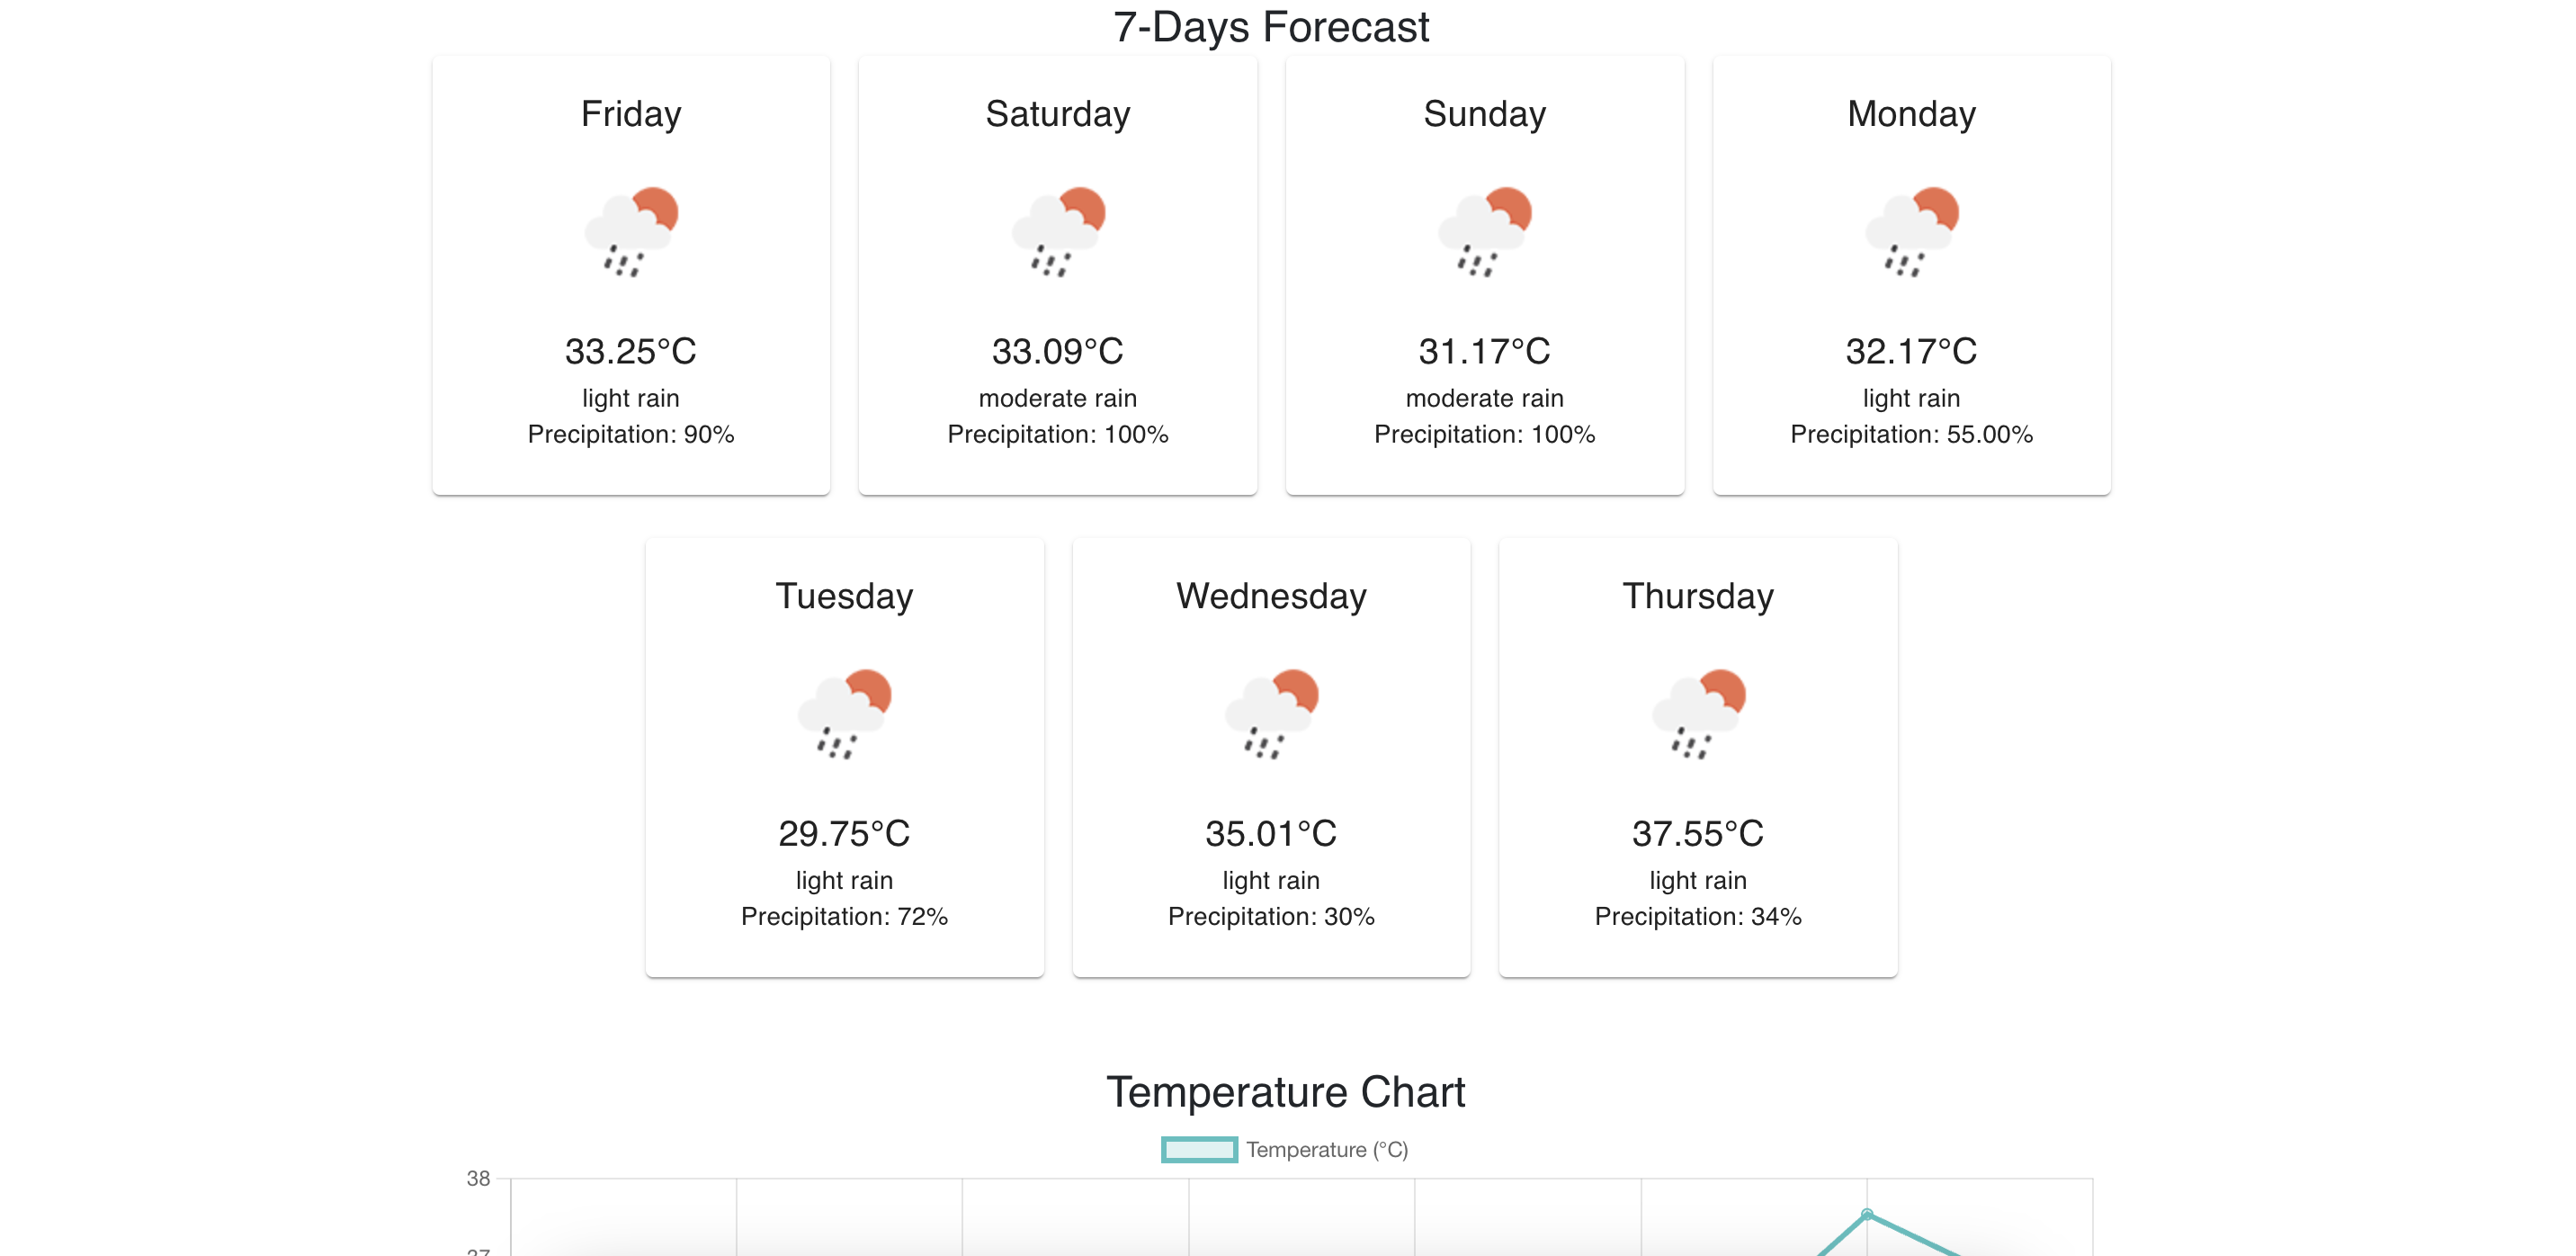 7-Days Forecast
Friday
33.25°C
light rain
Precipitation: 90%
Saturday
33.09°C
moderate rain
Precipitation: 100%
Sunday
31.17°C
moderate rain
Precipitation: 100%
Monday
32.17°C
light rain
Precipitation: 55.00%
Tuesday
29.75°C
light rain
Precipitation: 72%
Wednesday
35.01°C
light rain
Precipitation: 30%
Thursday
37.55°C
light rain
Precipitation: 34%
Temperature Chart
Temperature (°C)
38